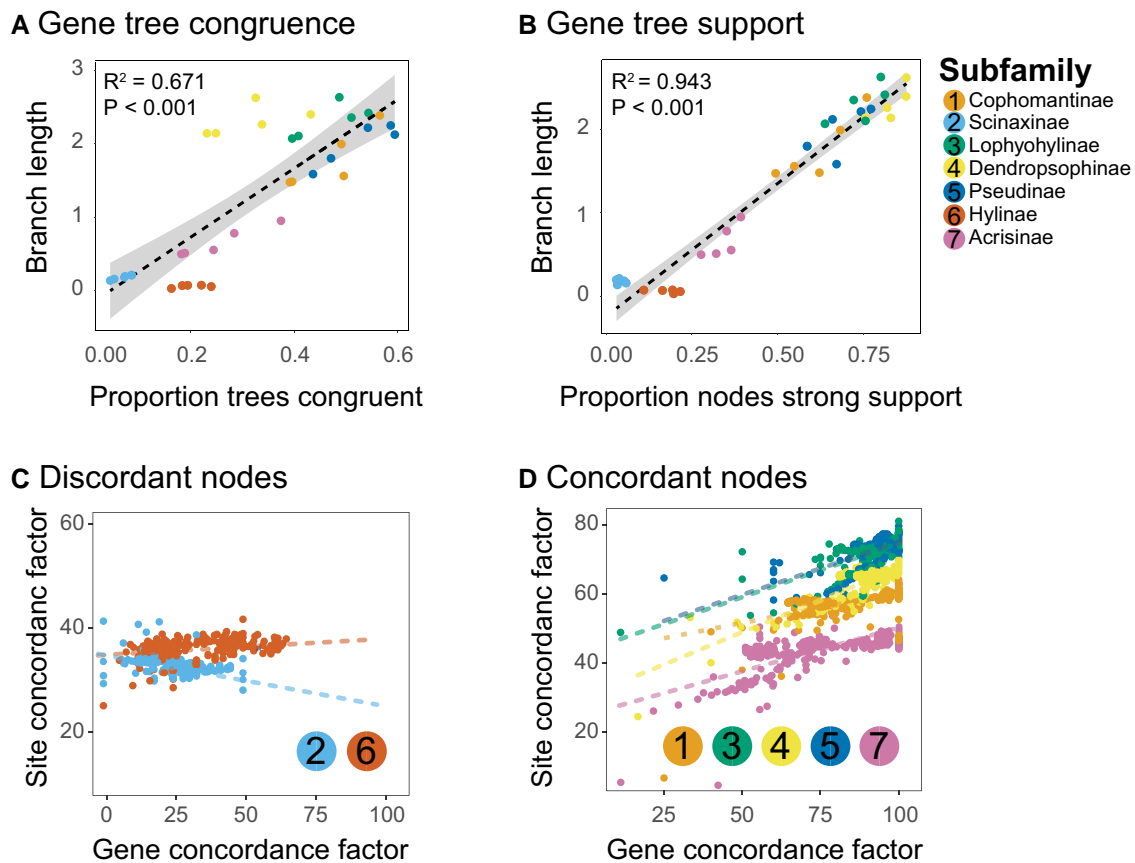 A Gene tree congruence
R² = 0.671
P < 0.001
Branch length
3
2
1
0
0.00
0.2
0.4
0.6
Proportion trees congruent
B Gene tree support
R² = 0.943
P < 0.001
Branch length
2
1
0
0.00
0.25
0.50
0.75
Proportion nodes strong support
Subfamily
1 Cophomantinae
2 Scinaxinae
3 Lophyohylinae
4 Dendropsophinae
5 Pseudinae
6 Hylinae
7 Acrisinae
C Discordant nodes
Site concordanc factor
60
40
20
2 6
0 25 50 75 100
Gene concordance factor
D Concordant nodes
Site concordanc factor
80
60
40
20
1 3 4 5 7
25 50 75 100
Gene concordance factor